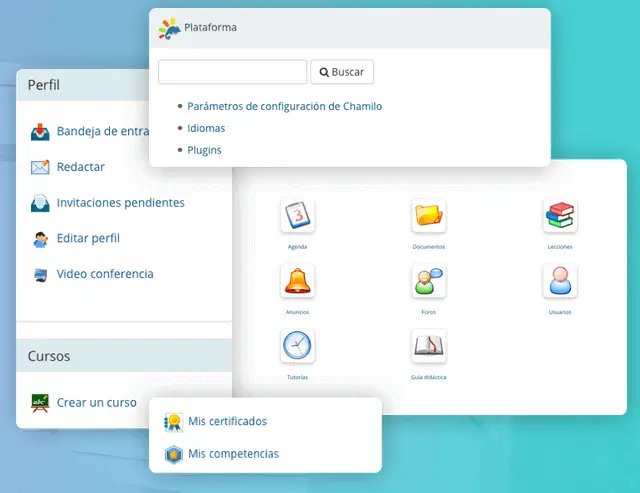 Plataforma
Buscar
Parámetros de configuración de Chamilo
Idiomas
Plugins
Perfil
Bandeja de entra
Redactar
Invitaciones pendientes
Editar perfil
Video conferencia
Cursos
Crear un curso
3
Agenda
Documentos
Lecciones
Anuncios
Foros
Usuarios
Tutorías
Guía didáctica
Mis certificados
Mis competencias